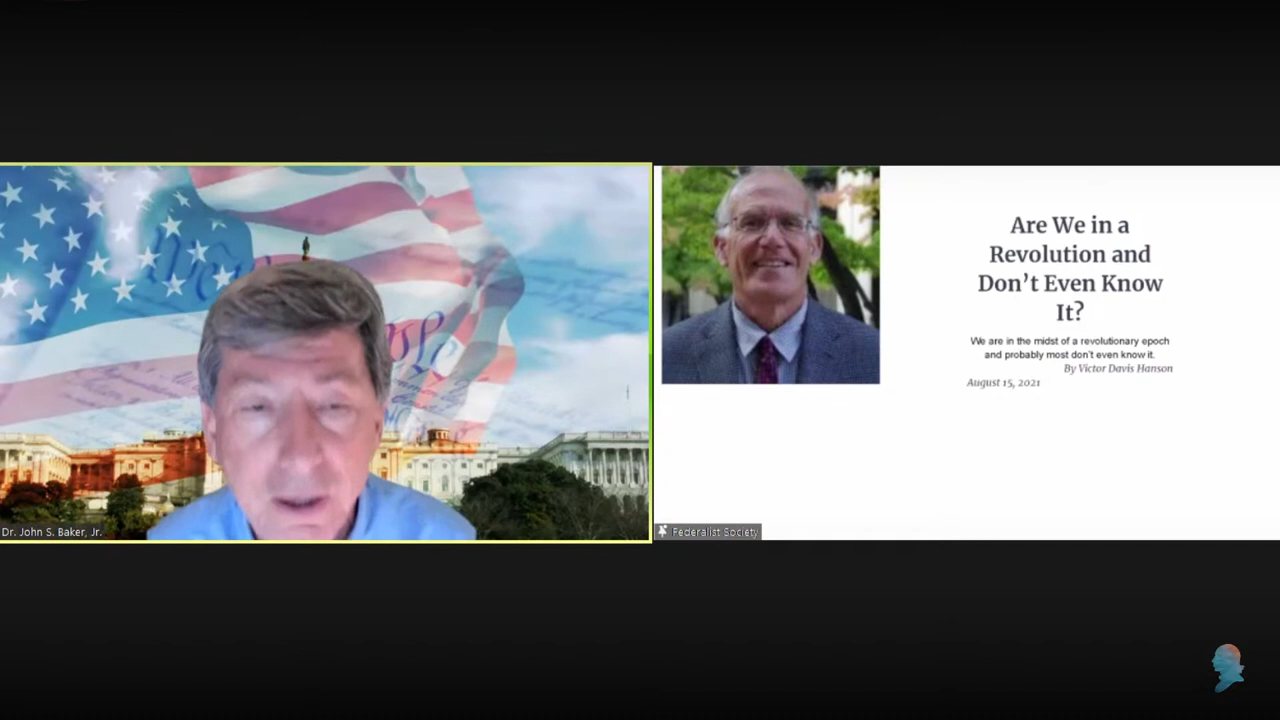 Dr. John S. Baker, Jr.
Are We in a
Revolution and
Don't Even Know
It?
We are in the midst of a revolutionary epoch
and probably most don't even know it.
By Victor Davis Hanson
August 15, 2021
Federalist Society